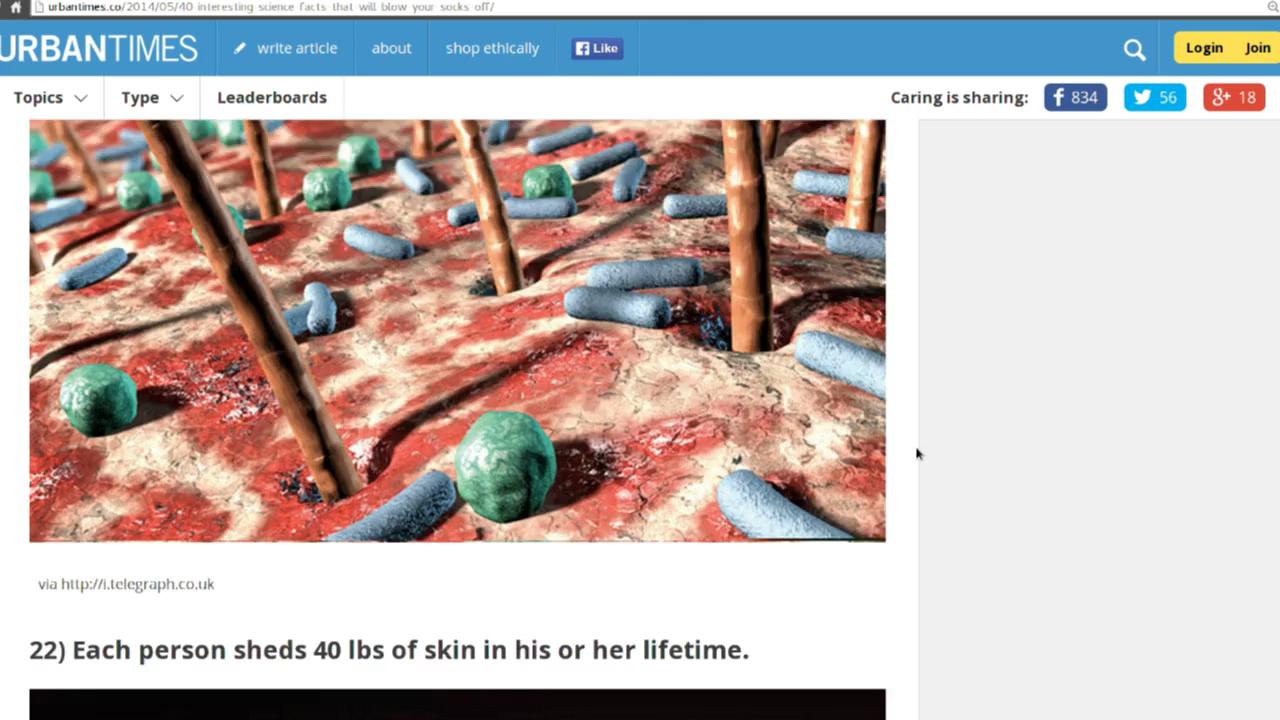 urbantimes.co/2014/05/40 interesting science facts that will blow your socks off/
URBANTIMES
write article
about
shop ethically
Like
Login
Join
Topics
Type
Leaderboards
Caring is sharing:
834
56
18
via http://i.telegraph.co.uk
22) Each person sheds 40 lbs of skin in his or her lifetime.